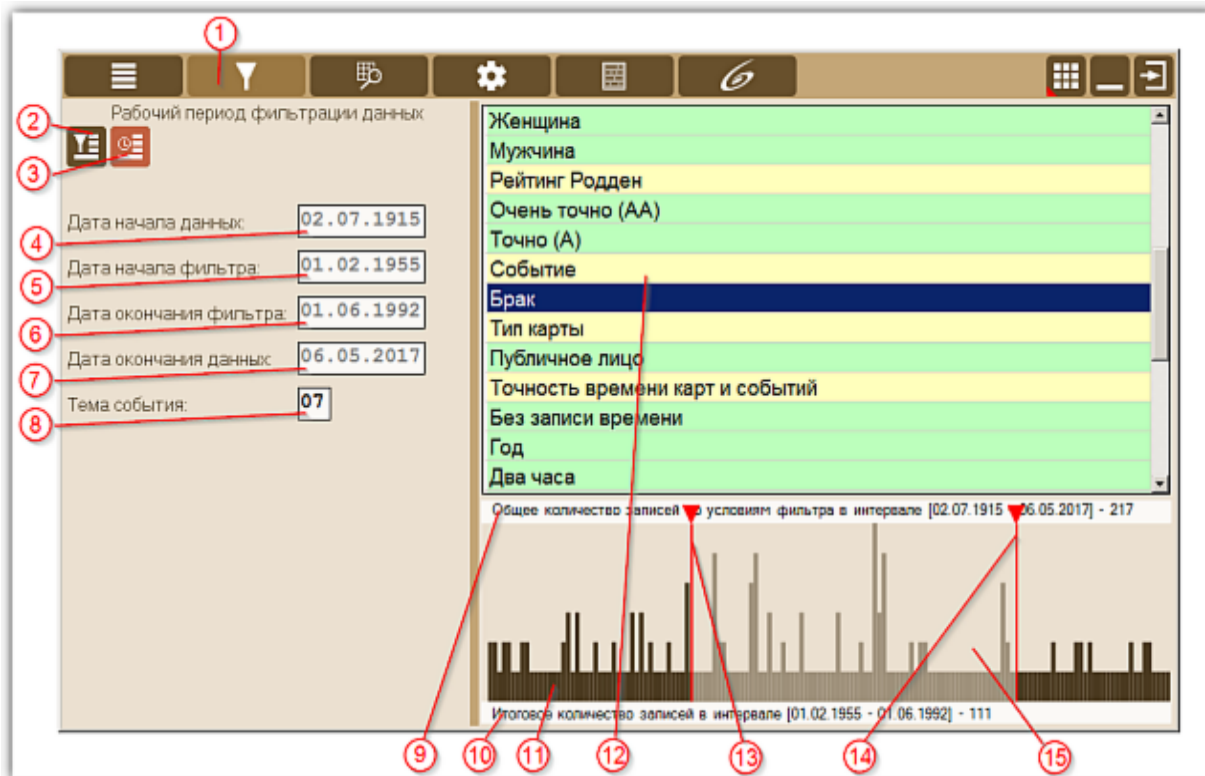 1
Рабочий период фильтрации данных
2
3
Дата начала данных: 02.07.1915
4
Дата начала фильтра: 01.02.1955
5
Дата окончания фильтра: 01.06.1992
6
Дата окончания данных 06.05.2017
7
Тема события: 07
8
Женщина
Мужчина
Рейтинг Родден
Очень точно (AA)
Точно (A)
Событие
Брак
Тип карты
Публичное лицо
Точность времени карт и событий
Без записи времени
Год
Два часа
Общее количество записей по условиям фильтра в интервале [02.07.1915 - 06.05.2017] - 217
Итоговое количество записей в интервале [01.02.1955 - 01.06.1992] - 111
9 10 11 12 13 14 15